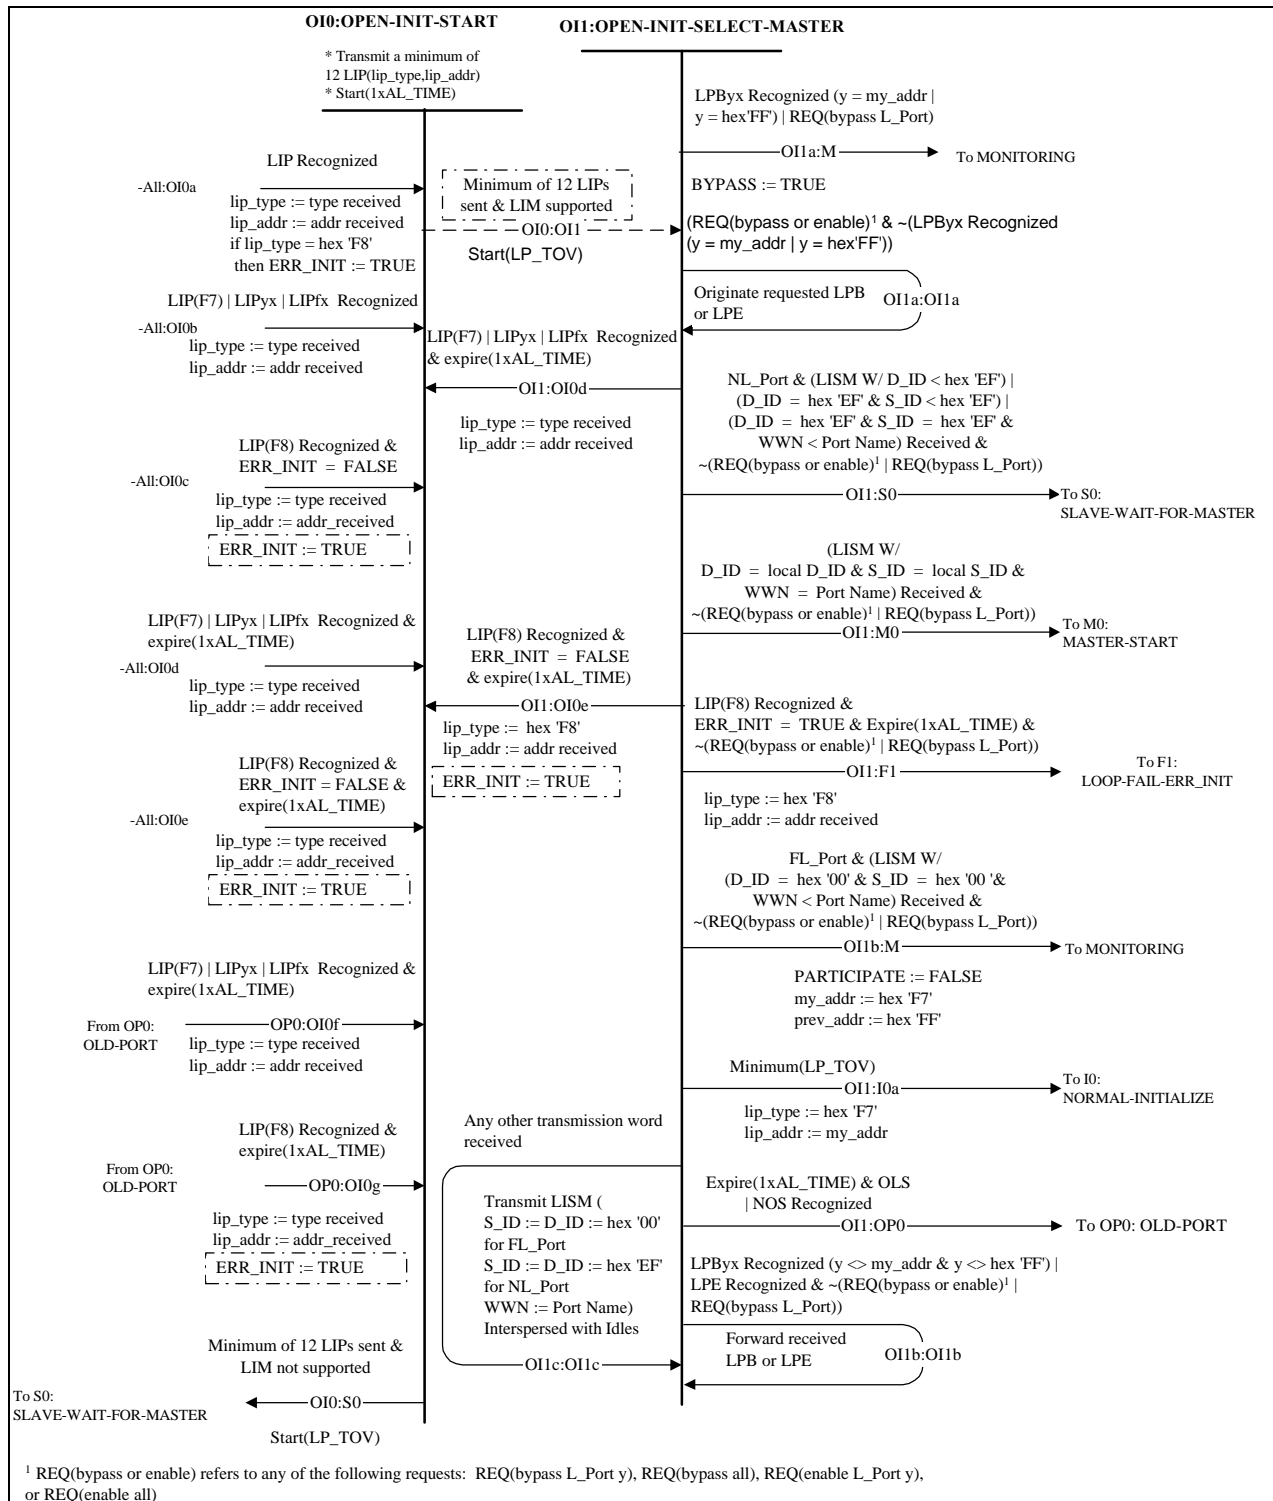 OI0:OPEN-INIT-START
OI1:OPEN-INIT-SELECT-MASTER
* Transmit a minimum of
12 LIP(lip_type,lip_addr)
* Start(1xAL_TIME)
LIP Recognized
-All:OI0a
lip_type := type received
lip_addr := addr received
if lip_type = hex 'F8'
then ERR_INIT := TRUE
Minimum of 12 LIPs
sent & LIM supported
OI0:OI1
Start(LP_TOV)
LIP(F7) | LIPyx | LIPfx Recognized
-All:OI0b
lip_type := type received
lip_addr := addr received
LIP(F7) | LIPyx | LIPfx Recognized
& expire(1xAL_TIME)
OI1:OI0d
lip_type := type received
lip_addr := addr received
LIP(F8) Recognized &
ERR_INIT = FALSE
-All:OI0c
lip_type := type received
lip_addr := addr_received
ERR_INIT := TRUE
LIP(F7) | LIPyx | LIPfx Recognized &
expire(1xAL_TIME)
-All:OI0d
lip_type := type received
lip_addr := addr received
LIP(F8) Recognized &
ERR_INIT = FALSE
& expire(1xAL_TIME)
OI1:OI0e
lip_type := hex 'F8'
lip_addr := addr received
ERR_INIT := TRUE
LIP(F8) Recognized &
ERR_INIT = FALSE &
expire(1xAL_TIME)
-All:OI0e
lip_type := type received
lip_addr := addr_received
ERR_INIT := TRUE
LIP(F7) | LIPyx | LIPfx Recognized &
expire(1xAL_TIME)
From OP0:
OLD-PORT
OP0:OI0f
lip_type := type received
lip_addr := addr received
LIP(F8) Recognized &
expire(1xAL_TIME)
From OP0:
OLD-PORT
OP0:OI0g
lip_type := type received
lip_addr := addr_received
ERR_INIT := TRUE
Minimum of 12 LIPs sent &
LIM not supported
To S0:
SLAVE-WAIT-FOR-MASTER
OI0:S0
Start(LP_TOV)
LPByx Recognized (y = my_addr |
y = hex'FF') | REQ(bypass L_Port)
OI1a:M
To MONITORING
BYPASS := TRUE
(REQ(bypass or enable)1 & ~(LPByx Recognized
(y = my_addr | y = hex'FF'))
Originate requested LPB
or LPE
OI1a:OI1a
NL_Port & (LISM W/ D_ID < hex 'EF') |
(D_ID = hex 'EF' & S_ID < hex 'EF') |
(D_ID = hex 'EF' & S_ID = hex 'EF' &
WWN < Port Name) Received &
~(REQ(bypass or enable)1 | REQ(bypass L_Port))
OI1:S0
To S0:
SLAVE-WAIT-FOR-MASTER
(LISM W/
D_ID = local D_ID & S_ID = local S_ID &
WWN = Port Name) Received &
~(REQ(bypass or enable)1 | REQ(bypass L_Port))
OI1:M0
To M0:
MASTER-START
LIP(F8) Recognized &
ERR_INIT = TRUE & Expire(1xAL_TIME) &
~(REQ(bypass or enable)1 | REQ(bypass L_Port))
OI1:F1
To F1:
LOOP-FAIL-ERR_INIT
lip_type := hex 'F8'
lip_addr := addr received
FL_Port & (LISM W/
(D_ID = hex '00' & S_ID = hex '00 '&
WWN < Port Name) Received &
~(REQ(bypass or enable)1 | REQ(bypass L_Port))
OI1b:M
To MONITORING
PARTICIPATE := FALSE
my_addr := hex 'F7'
prev_addr := hex 'FF'
Minimum(LP_TOV)
OI1:I0a
To I0:
NORMAL-INITIALIZE
lip_type := hex 'F7'
lip_addr := my_addr
Any other transmission word
received
Transmit LISM (
S_ID := D_ID := hex '00'
for FL_Port
S_ID := D_ID := hex 'EF'
for NL_Port
WWN := Port Name)
Interspersed with Idles
OI1c:OI1c
Expire(1xAL_TIME) & OLS
| NOS Recognized
OI1:OP0
To OP0: OLD-PORT
LPByx Recognized (y <> my_addr & y <> hex 'FF') |
LPE Recognized & ~(REQ(bypass or enable)1 |
REQ(bypass L_Port))
Forward received
LPB or LPE
OI1b:OI1b
1 REQ(bypass or enable) refers to any of the following requests: REQ(bypass L_Port y), REQ(bypass all), REQ(enable L_Port y),
or REQ(enable all)